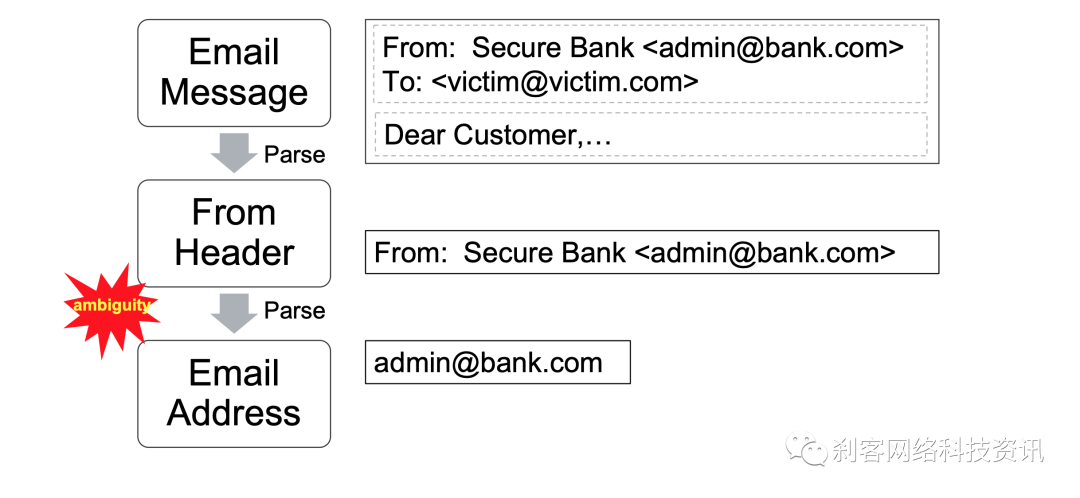 Email
Message
From:  Secure Bank <admin@bank.com>
To: <victim@victim.com>
Dear Customer,…
Parse
From
Header
From:  Secure Bank <admin@bank.com>
ambiguity
Parse
Email
Address
admin@bank.com
刹客网络科技资讯